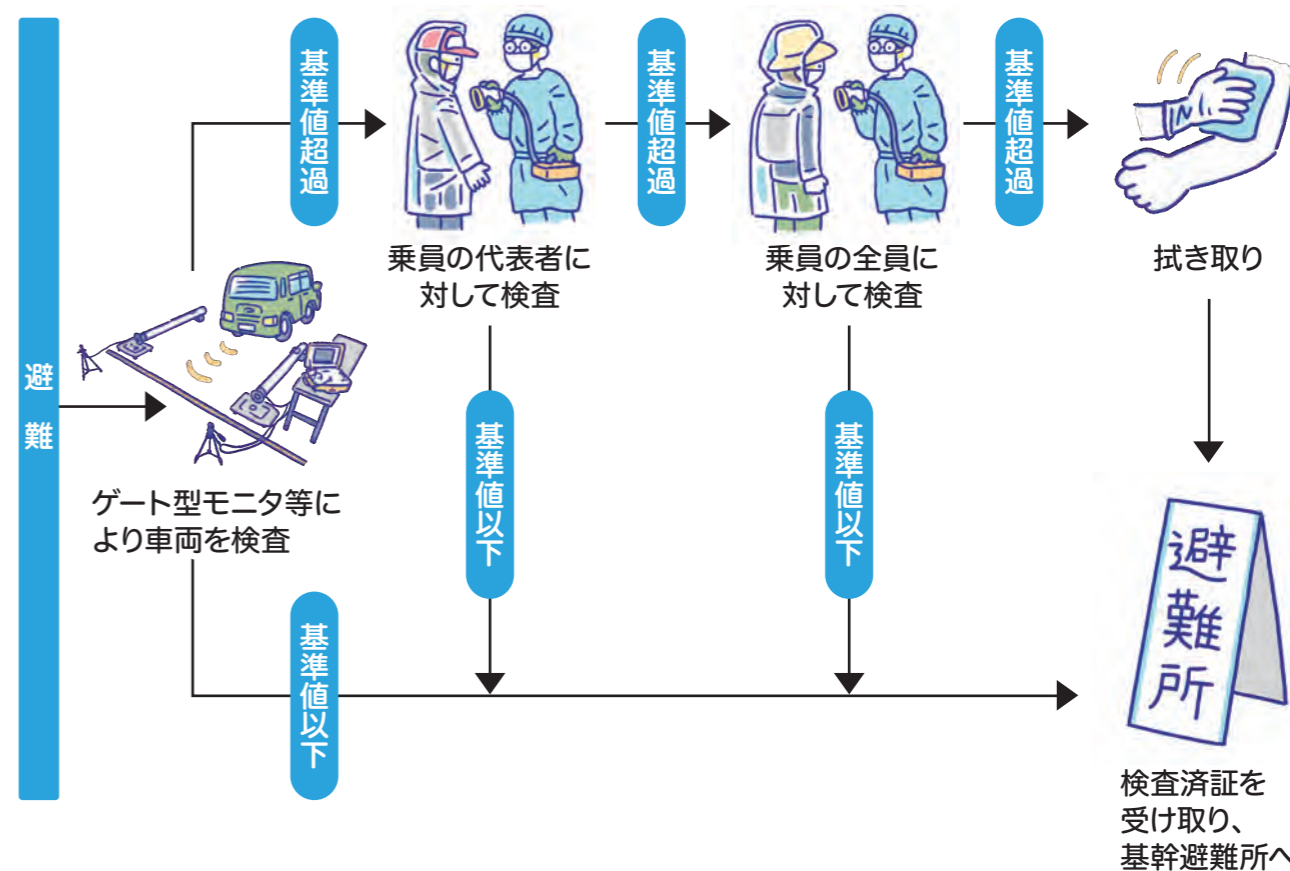 避難
ゲート型モニタ等に
より車両を検査
基準値超過
乗員の代表者に
対して検査
基準値超過
乗員の全員に
対して検査
基準値超過
拭き取り
基準値以下
基準値以下
基準値以下
避難所
検査済証を
受け取り、
基幹避難所へ